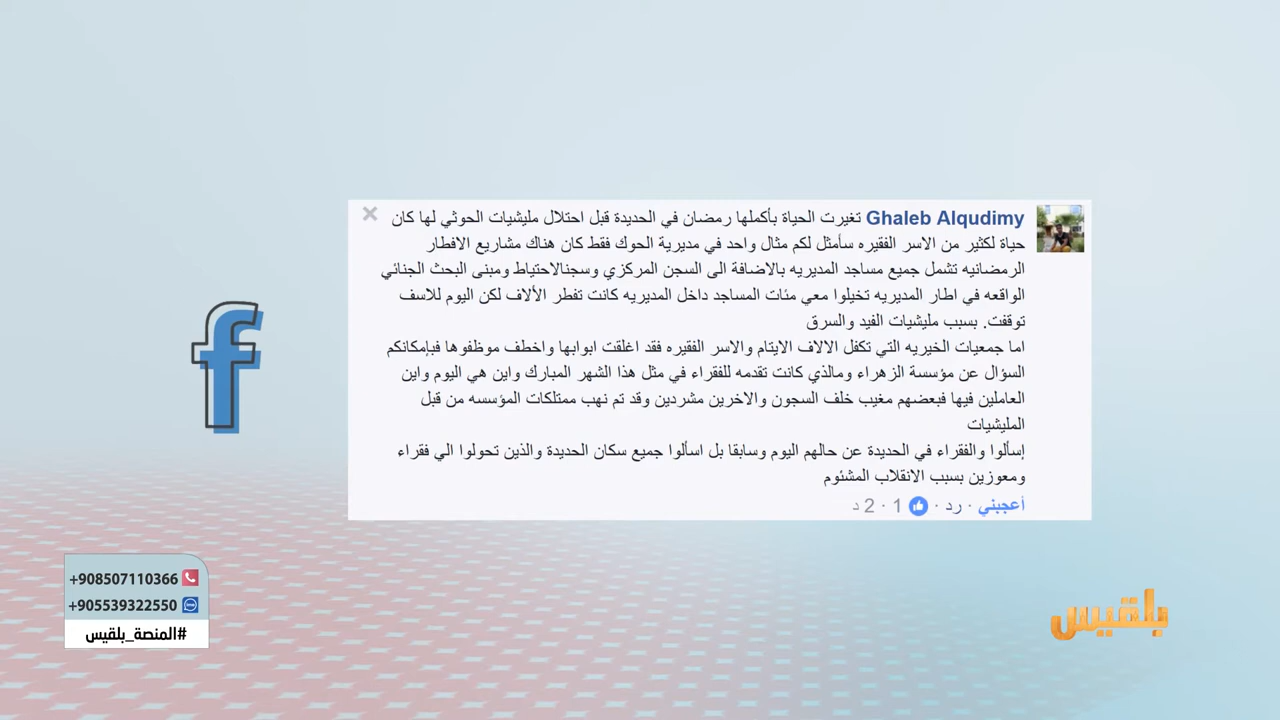 Ghaleb Alqudimy تغيرت الحياة بأكملها رمضان في الحديدة قبل احتلال مليشيات الحوثي لها كان
حياة لكثير من الاسر الفقيره سأمثل لكم مثال واحد في مديرية الحوك فقط كان هناك مشاريع الافطار
الرمضانيه تشمل جميع مساجد المديريه بالاضافة الى السجن المركزي وسجنالاحتياط ومبنى البحث الجنائي
الواقعه في اطار المديريه تخيلوا معي مئات المساجد داخل المديريه كانت تفطر الألاف لكن اليوم للاسف
توقفت. بسبب مليشيات الفيد والسرق
اما جمعيات الخيريه التي تكفل الالاف الايتام والاسر الفقيره فقد اغلقت ابوابها واخطف موظفوها فبإمكانكم
السؤال عن مؤسسة الزهراء ومالذي كانت تقدمه للفقراء في مثل هذا الشهر المبارك واين هي اليوم واين
العاملين فيها فبعضهم مغيب خلف السجون والاخرين مشردين وقد تم نهب ممتلكات المؤسسه من قبل
المليشيات
إسألوا والفقراء في الحديدة عن حالهم اليوم وسابقا بل اسألوا جميع سكان الحديدة والذين تحولوا الي فقراء
ومعوزين بسبب الانقلاب المشئوم
أعجبني · رد · 1 · 2 د
+908507110366
+905539322550
#المنصة_بلقيس
بلقيس